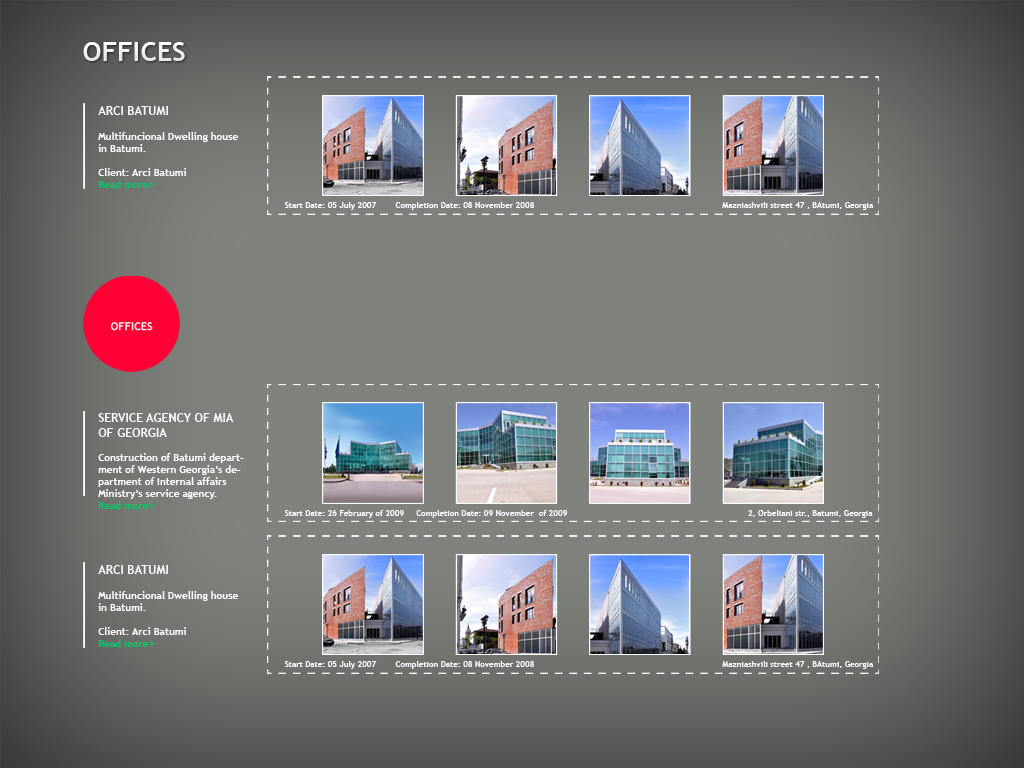 OFFICES
ARCI BATUMI
Multifuncional Dwelling house
in Batumi.
Client: Arci Batumi
Read more>
Start Date: 05 July 2007 Completion Date: 08 November 2008
Mazniashvili street 47 , BAtumi, Georgia
OFFICES
SERVICE AGENCY OF MIA
OF GEORGIA
Construction of Batumi depart-
ment of Western Georgia's de-
partment of Internal affairs
Ministry's service agency.
Read more>
Start Date: 26 February of 2009 Completion Date: 09 November of 2009
2, Orbeliani str., Batumi, Georgia
ARCI BATUMI
Multifuncional Dwelling house
in Batumi.
Client: Arci Batumi
Read more>
Start Date: 05 July 2007 Completion Date: 08 November 2008
Mazniashvili street 47 , BAtumi, Georgia